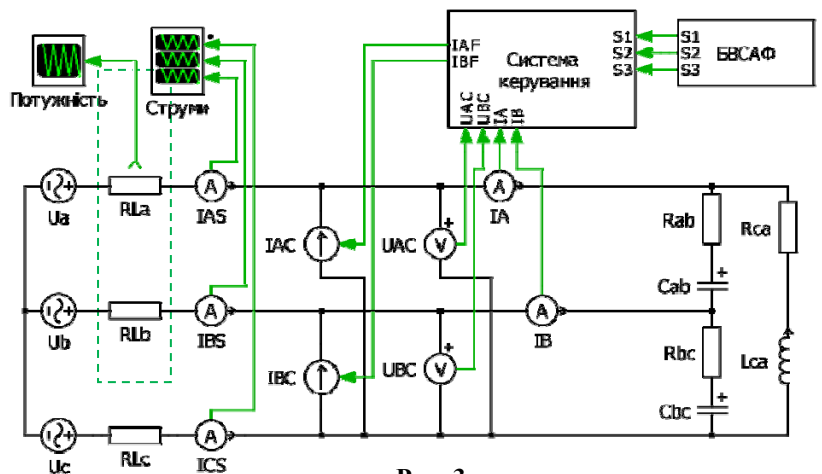 Потужність
Струми
IAF
IBF
UAC
UBC
IA
IB
Система
керування
S1
S2
S3
S1
S2
S3
БВСАФ
Ua
RLa
IAS
IAC
UAC
IA
Rab
Rca
Cab
Ub
RLb
IBS
IBC
UBC
IB
Rbc
Lca
Cbc
Uc
RLc
ICS
A
A
A
A
A
V
V